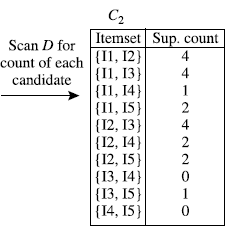 C₂
Scan D for
count of each
candidate
Itemset Sup. count
{I1, I2} 4
{I1, I3} 4
{I1, I4} 1
{I1, I5} 2
{I2, I3} 4
{I2, I4} 2
{I2, I5} 2
{I3, I4} 0
{I3, I5} 1
{I4, I5} 0